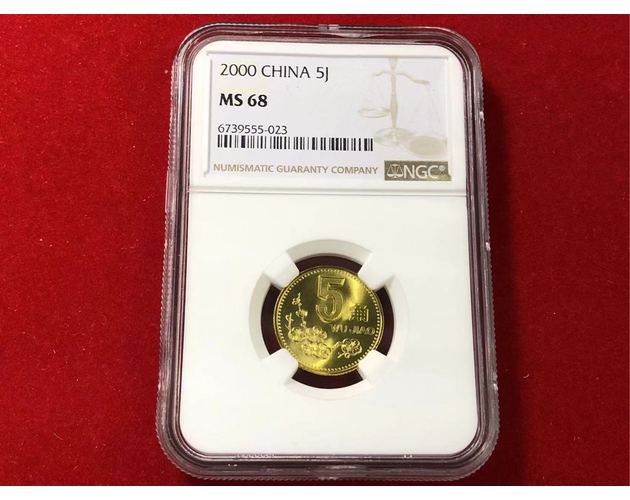 2000 CHINA 5J
MS 68
6739555-023
NUMISMATIC GUARANTY COMPANY NGC®
5 角
WU JIAO